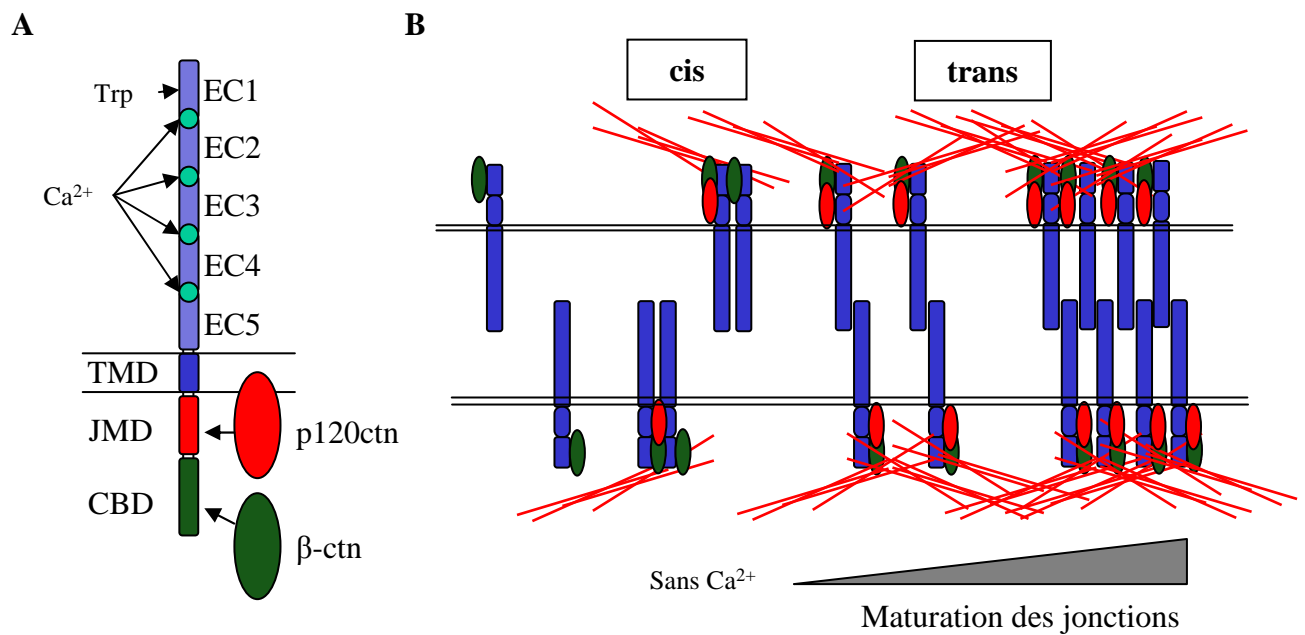 A
Trp
EC1
EC2
Ca²⁺
EC3
EC4
EC5
TMD
JMD
p120ctn
CBD
β-ctn
B
cis
trans
Sans Ca²⁺
Maturation des jonctions